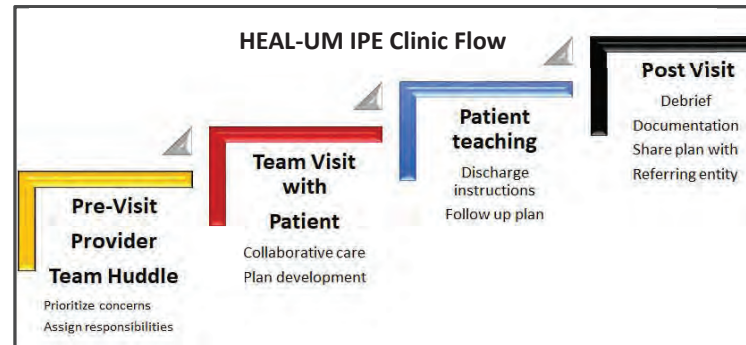 HEAL-UM IPE Clinic Flow
Pre-Visit
Provider
Team Huddle
Prioritize concerns
Assign responsibilities
Team Visit
with
Patient
Collaborative care
Plan development
Patient
teaching
Discharge
instructions
Follow up plan
Post Visit
Debrief
Documentation
Share plan with
Referring entity